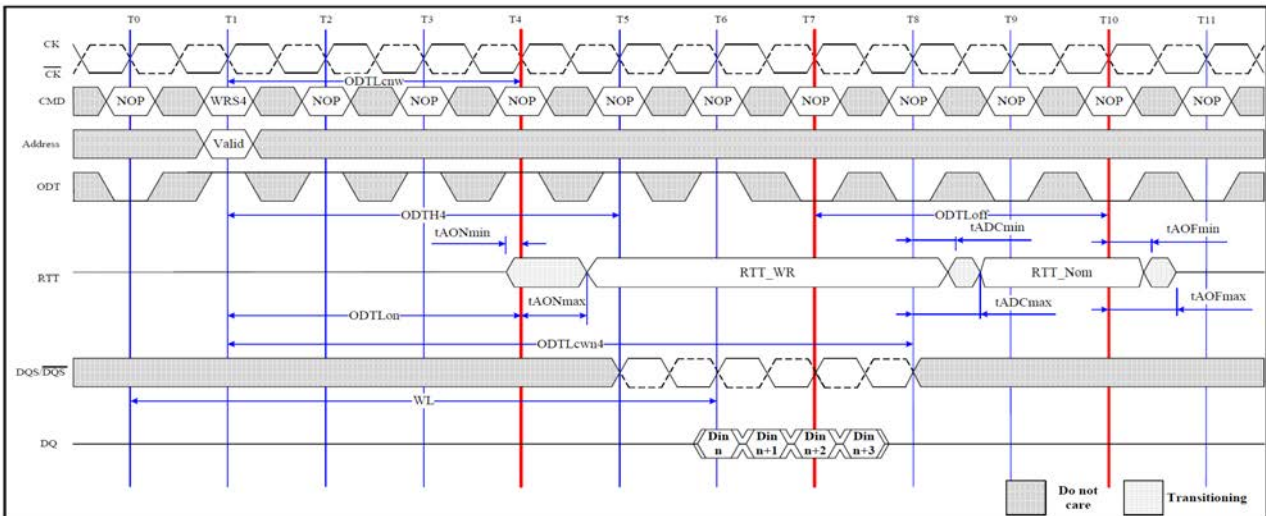 T0 T1 T2 T3 T4 T5 T6 T7 T8 T9 T10 T11
CK
CK
ODTLcnw
CMD NOP WRS4 NOP NOP NOP NOP NOP NOP NOP NOP NOP NOP
Address Valid
ODT
ODTH4 ODTLoff
tAONmin tADCmin tAOFmin
RTT RTT_WR RTT_Nom
tAONmax tADCmax tAOFmax
ODTLon
ODTLcwn4
DQS/DQS
WL
DQ Din n Din n+1 Din n+2 Din n+3
Do not care Transitioning